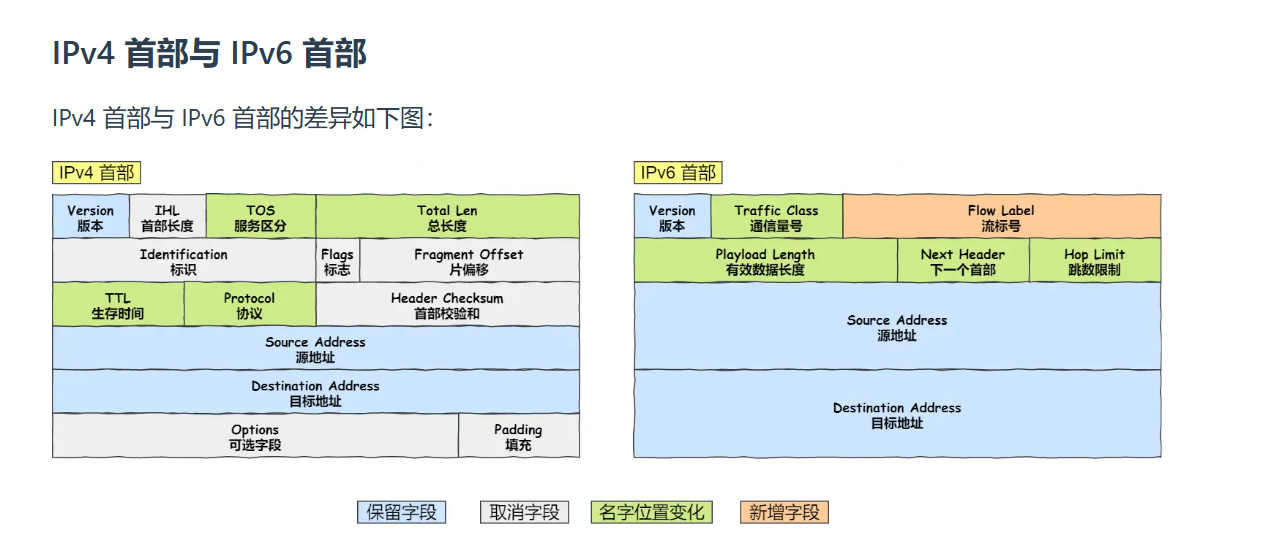 IPv4 首部与 IPv6 首部
IPv4 首部与 IPv6 首部的差异如下图：
IPv4 首部
Version
版本
IHL
首部长度
TOS
服务区分
Total Len
总长度
Identification
标识
Flags
标志
Fragment Offset
片偏移
TTL
生存时间
Protocol
协议
Header Checksum
首部校验和
Source Address
源地址
Destination Address
目标地址
Options
可选字段
Padding
填充
IPv6 首部
Version
版本
Traffic Class
通信量号
Flow Label
流标号
Playload Length
有效数据长度
Next Header
下一个首部
Hop Limit
跳数限制
Source Address
源地址
Destination Address
目标地址
保留字段
取消字段
名字位置变化
新增字段